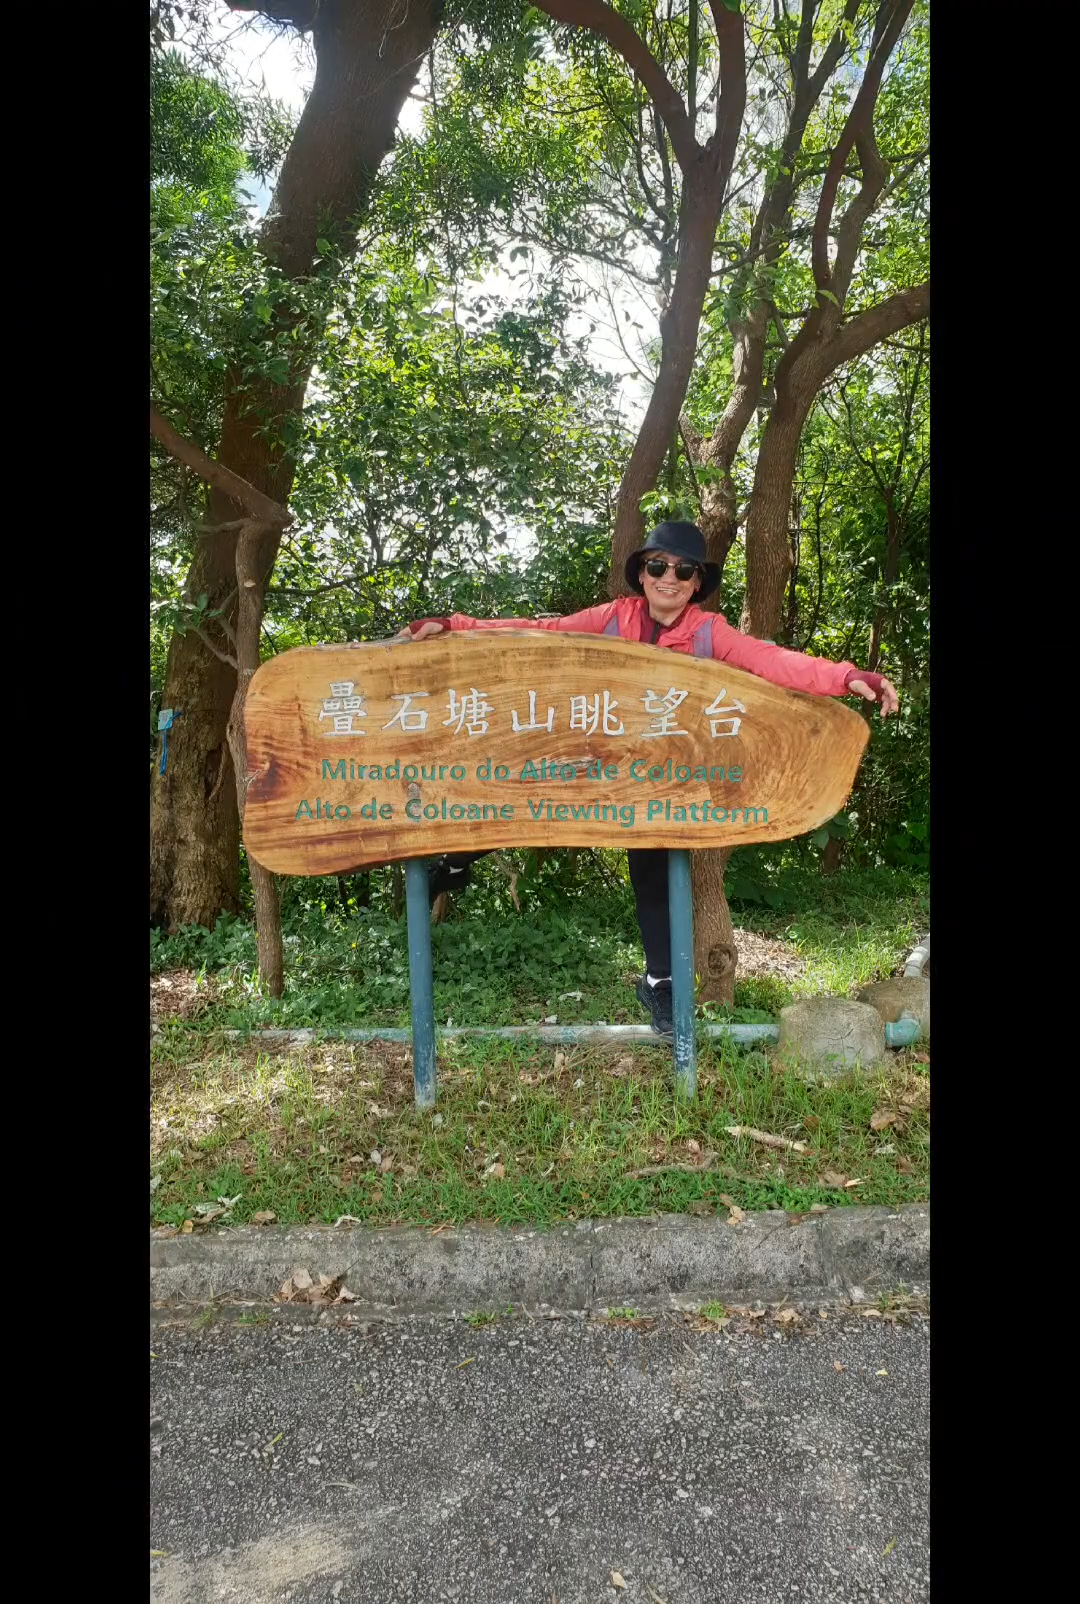 疊石塘山眺望台
Miradouro do Alto de Coloane
Alto de Coloane Viewing Platform